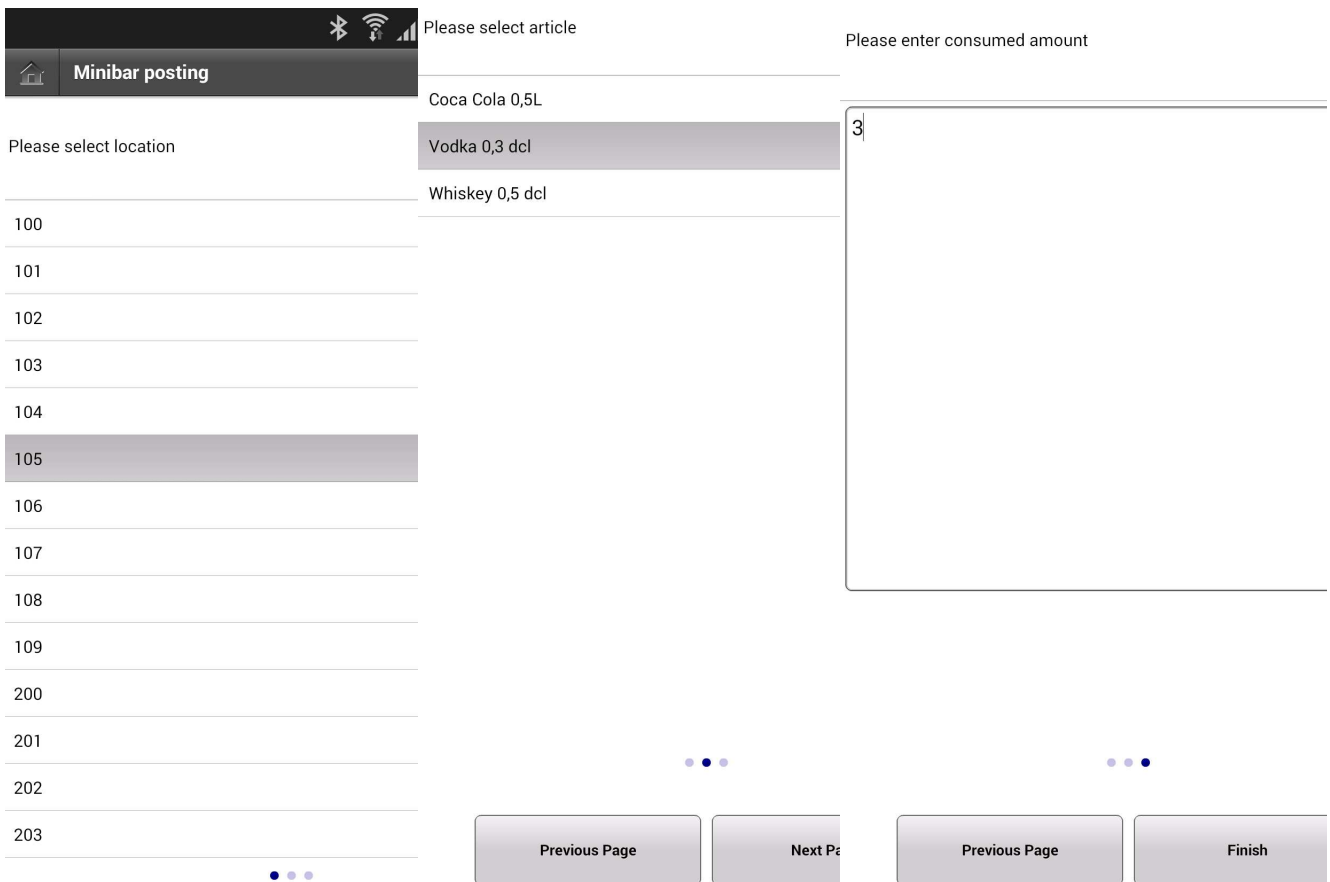 Minibar posting
Please select location
100
101
102
103
104
105
106
107
108
109
200
201
202
203
Please select article
Coca Cola 0,5L
Vodka 0,3 dcl
Whiskey 0,5 dcl
Previous Page
Next Pa
Please enter consumed amount
3
Previous Page
Finish